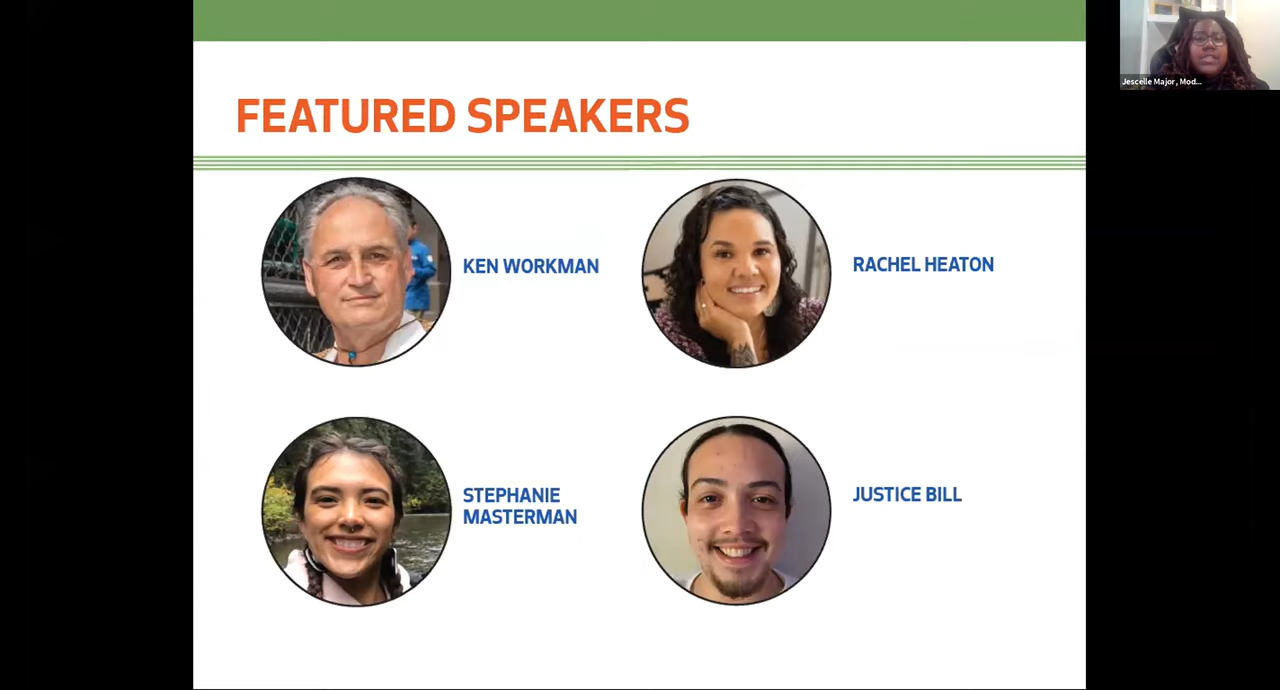 FEATURED SPEAKERS
KEN WORKMAN
RACHEL HEATON
STEPHANIE
MASTERMAN
JUSTICE BILL
Jescelle Major, Mod...